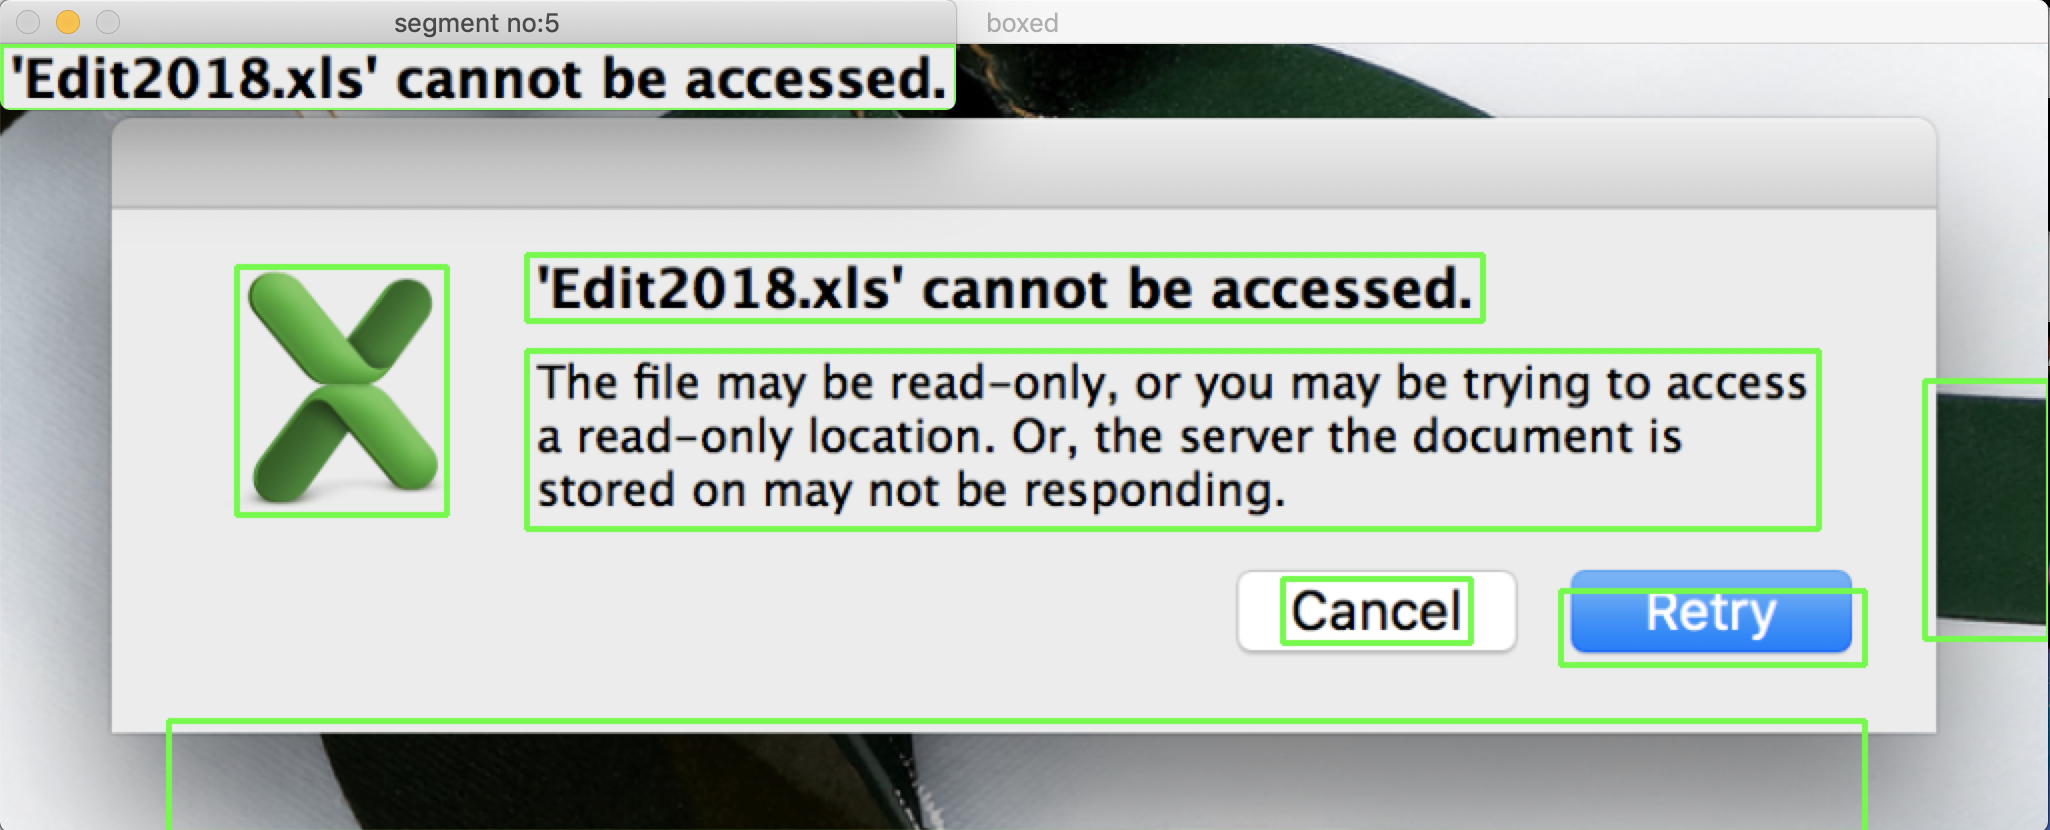 segment no:5
boxed
'Edit2018.xls' cannot be accessed.
'Edit2018.xls' cannot be accessed.
The file may be read-only, or you may be trying to access
a read-only location. Or, the server the document is
stored on may not be responding.
Cancel
Retry